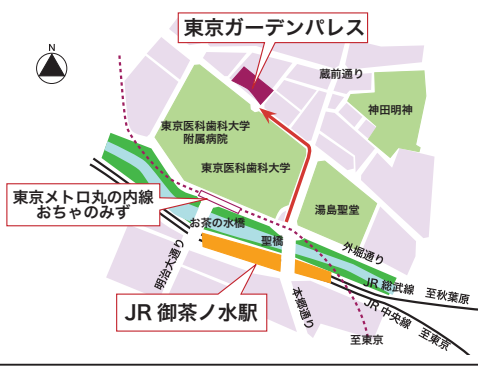 東京ガーデンパレス
N
蔵前通り
神田明神
東京医科歯科大学
附属病院
東京医科歯科大学
東京メトロ丸の内線
おちゃのみず
湯島聖堂
お茶の水橋
聖橋
外堀通り
明治大通り
JR 総武線 至秋葉原
JR 御茶ノ水駅
本郷通り
JR 中央線 至東京
至東京